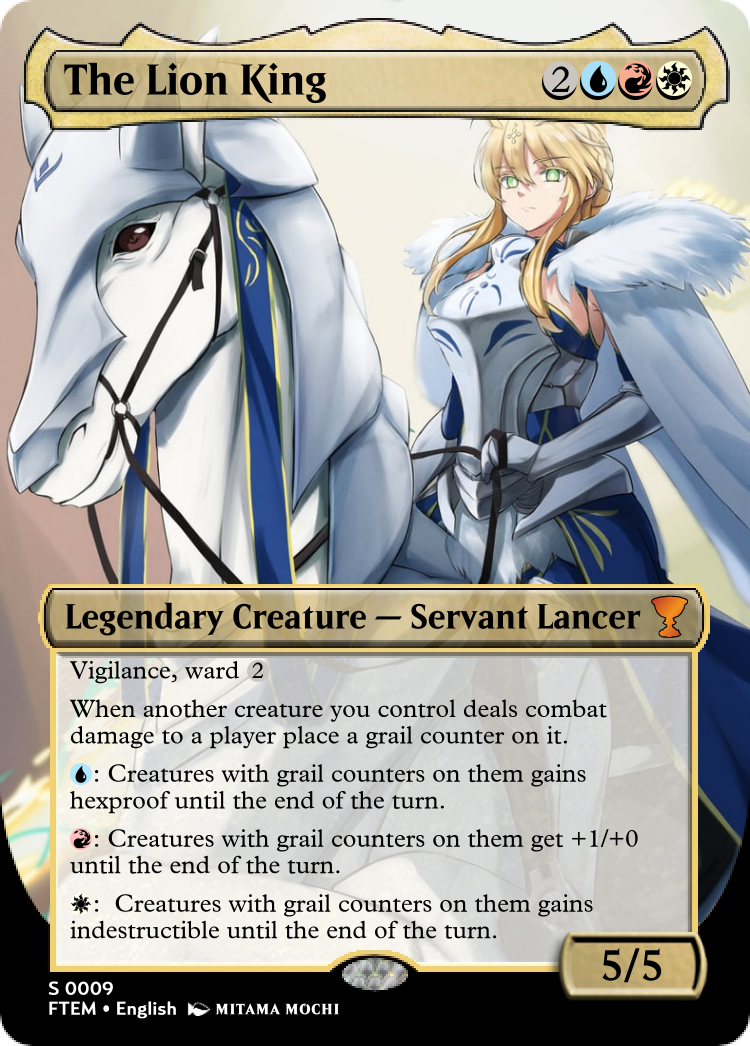 The Lion King 2
Legendary Creature — Servant Lancer
Vigilance, ward 2
When another creature you control deals combat
damage to a player place a grail counter on it.
: Creatures with grail counters on them gains
hexproof until the end of the turn.
: Creatures with grail counters on them get +1/+0
until the end of the turn.
: Creatures with grail counters on them gains
indestructible until the end of the turn.
5/5
S 0009
FTEM • English MITAMA MOCHI